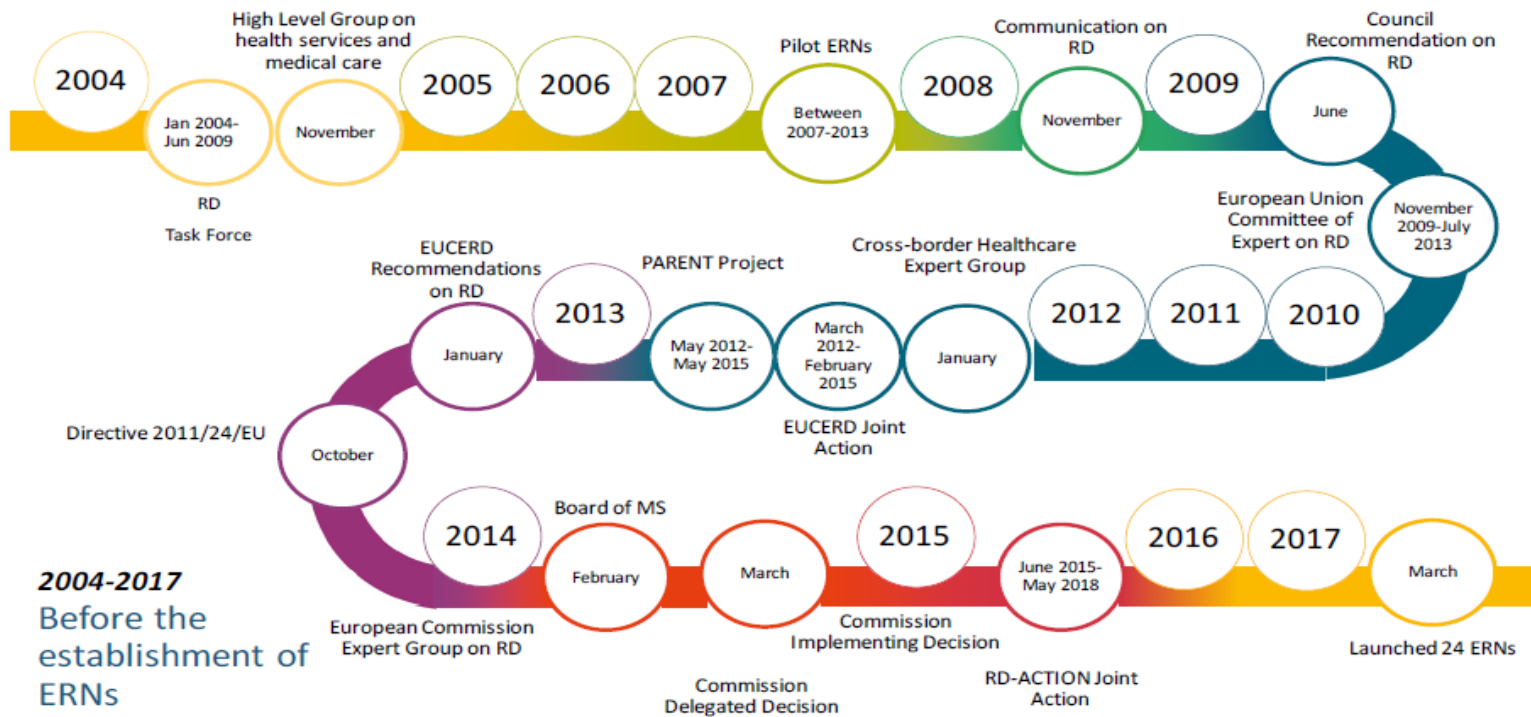 High Level Group on
health services and
medical care
2004
Jan 2004-
Jun 2009
RD
Task Force
November
2005
2006
2007
Pilot ERNs
Between
2007-2013
2008
Communication on
RD
November
2009
Council
Recommendation on
RD
June
European Union
Committee of
Expert on RD
November
2009-July
2013
2010
2011
2012
Cross-border Healthcare
Expert Group
January
March
2012-
February
2015
EUCERD Joint
Action
PARENT Project
May 2012-
May 2015
2013
EUCERD
Recommendations
on RD
January
Directive 2011/24/EU
October
2014
European Commission
Expert Group on RD
Board of MS
February
March
Commission
Delegated Decision
2015
Commission
Implementing Decision
June 2015-
May 2018
RD-ACTION Joint
Action
2016
2017
March
Launched 24 ERNs
2004-2017
Before the
establishment of
ERNs